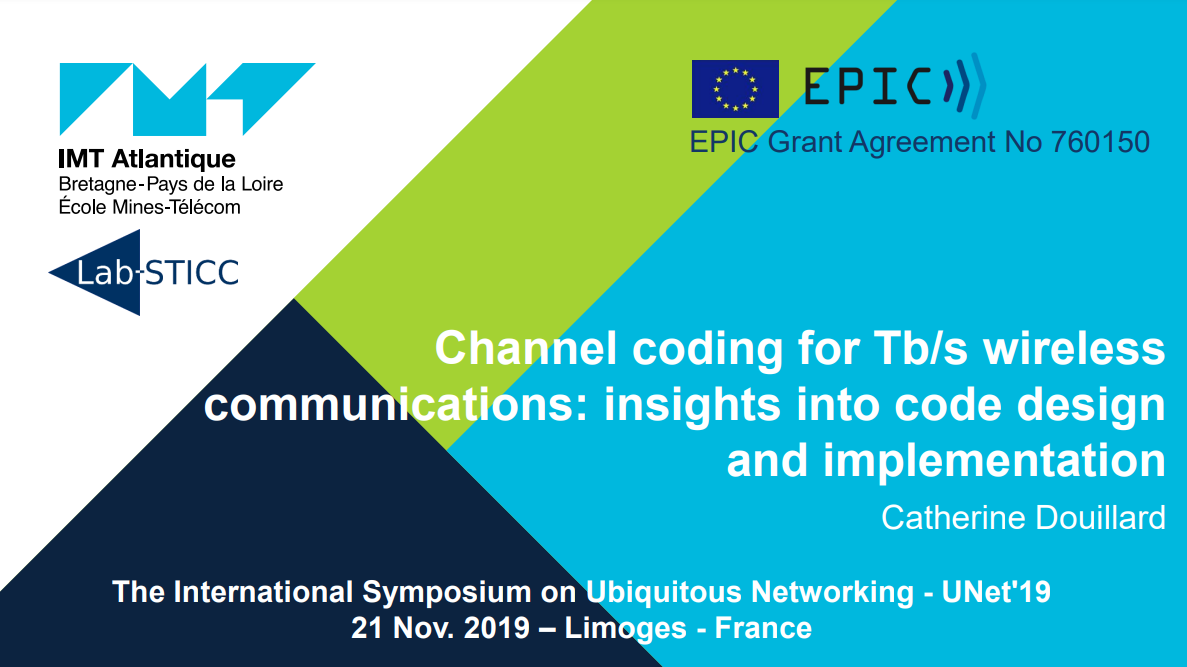 IMT Atlantique
Bretagne-Pays de la Loire
École Mines-Télécom
Lab-STICC
EPIC
EPIC Grant Agreement No 760150
Channel coding for Tb/s wireless
communications: insights into code design
and implementation
Catherine Douillard
The International Symposium on Ubiquitous Networking - UNet'19
21 Nov. 2019 – Limoges - France